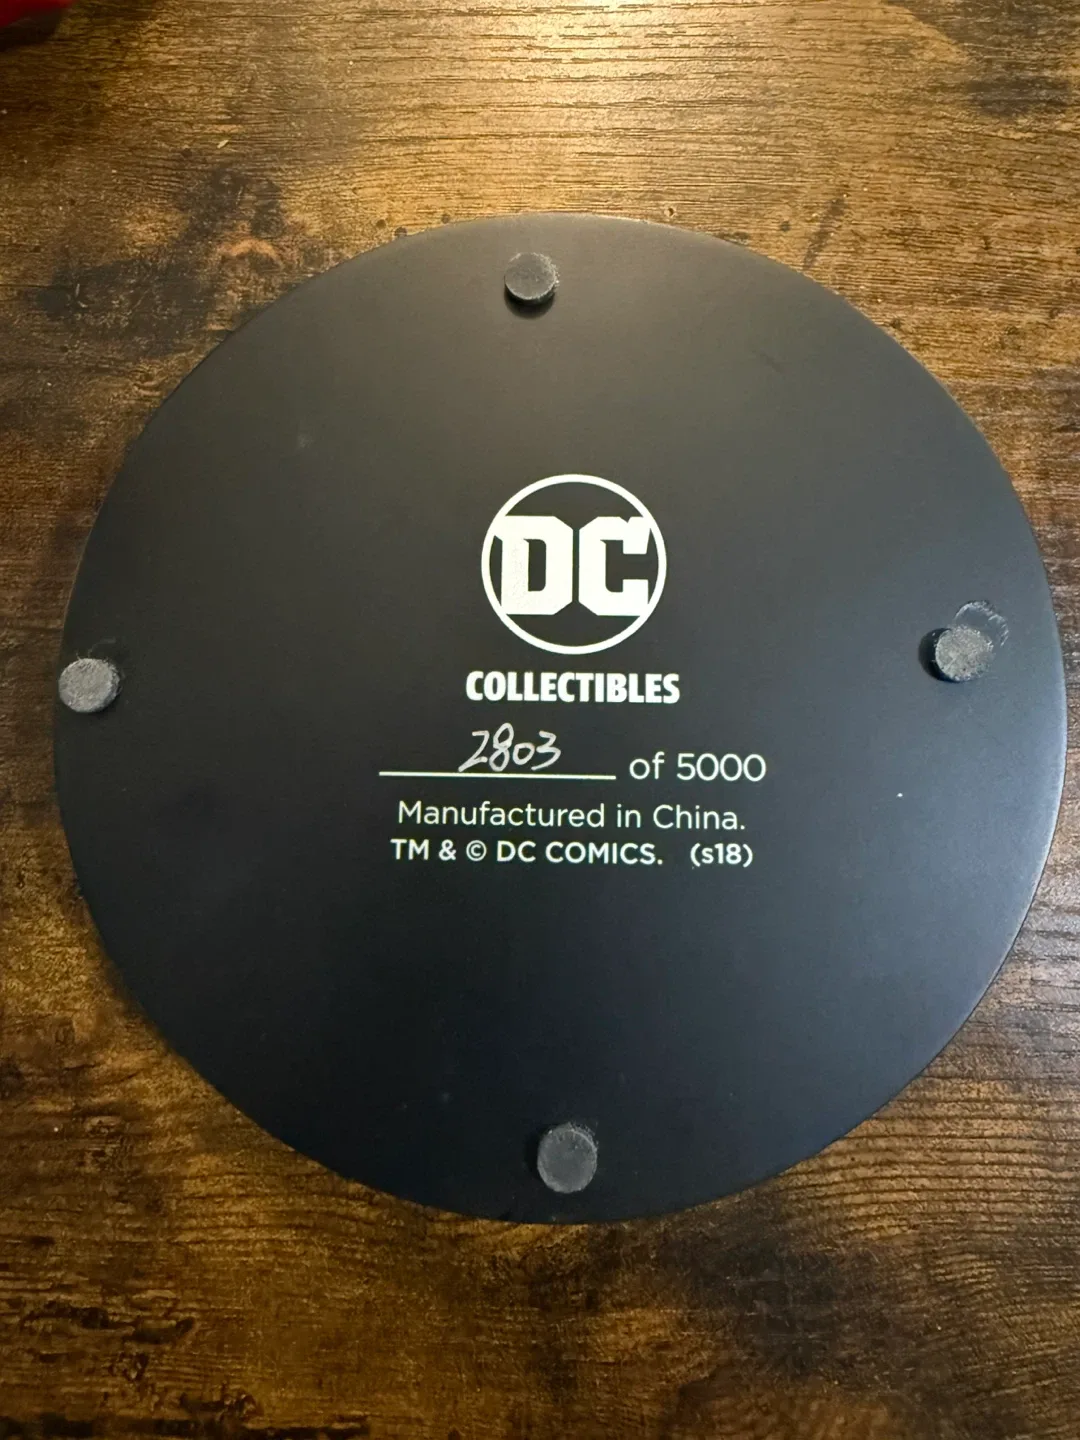 DC
COLLECTIBLES
2803 of 5000
Manufactured in China.
TM & © DC COMICS. (s18)